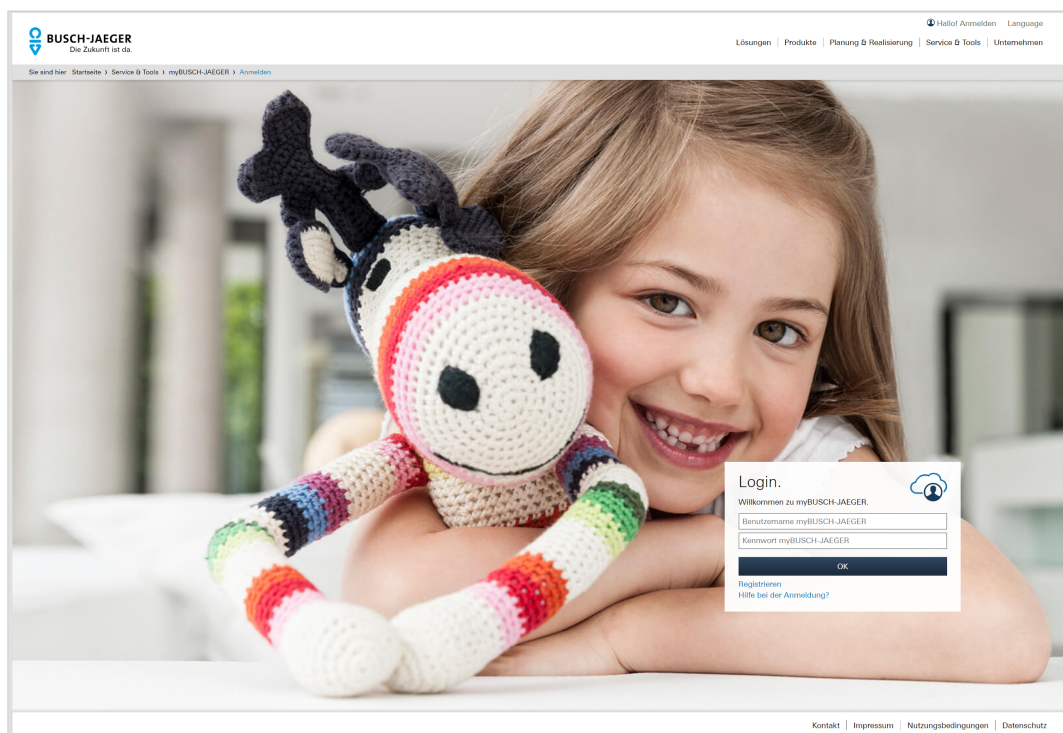 Hallo! Anmelden Language
BUSCH-JAEGER
Die Zukunft ist da.
Lösungen | Produkte | Planung & Realisierung | Service & Tools | Unternehmen
Sie sind hier Startseite > Service & Tools > myBUSCH-JAEGER > Anmelden
Login.
Willkommen zu myBUSCH-JAEGER.
Benutzername myBUSCH-JAEGER
Kennwort myBUSCH-JAEGER
OK
Registrieren
Hilfe bei der Anmeldung?
Kontakt | Impressum | Nutzungsbedingungen | Datenschutz